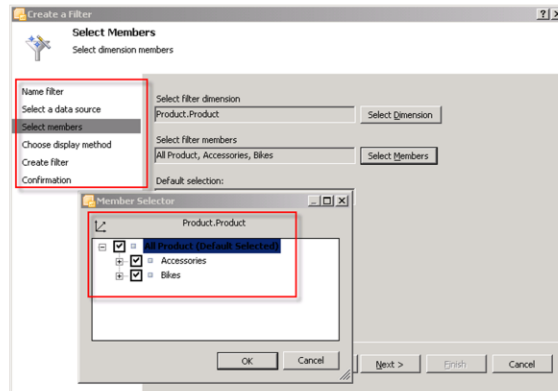 Create a Filter
Select Members
Select dimension members
Name filter
Select a data source
Select members
Choose display method
Create filter
Confirmation
Select filter dimension
Product.Product
Select Dimension
Select filter members
All Product, Accessories, Bikes
Select Members
Default selection:
Member Selector
Product.Product
All Product (Default Selected)
Accessories
Bikes
OK
Cancel
Next >
Finish
Cancel